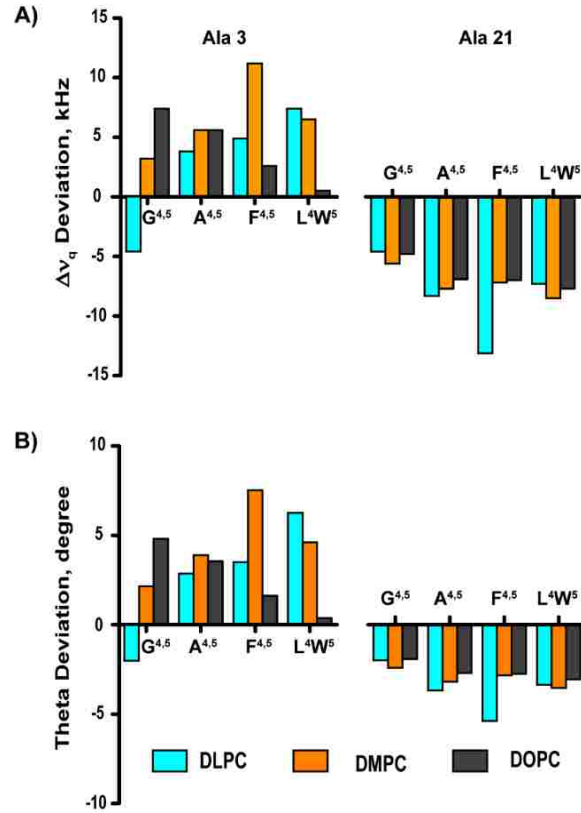 A)
Ala 3 Ala 21
Δν_q Deviation, kHz
15
10
5
0
-5
-10
-15
G⁴˒⁵ A⁴˒⁵ F⁴˒⁵ L⁴W⁵
G⁴˒⁵ A⁴˒⁵ F⁴˒⁵ L⁴W⁵
B)
Theta Deviation, degree
10
5
0
-5
-10
G⁴˒⁵ A⁴˒⁵ F⁴˒⁵ L⁴W⁵
G⁴˒⁵ A⁴˒⁵ F⁴˒⁵ L⁴W⁵
DLPC DMPC DOPC